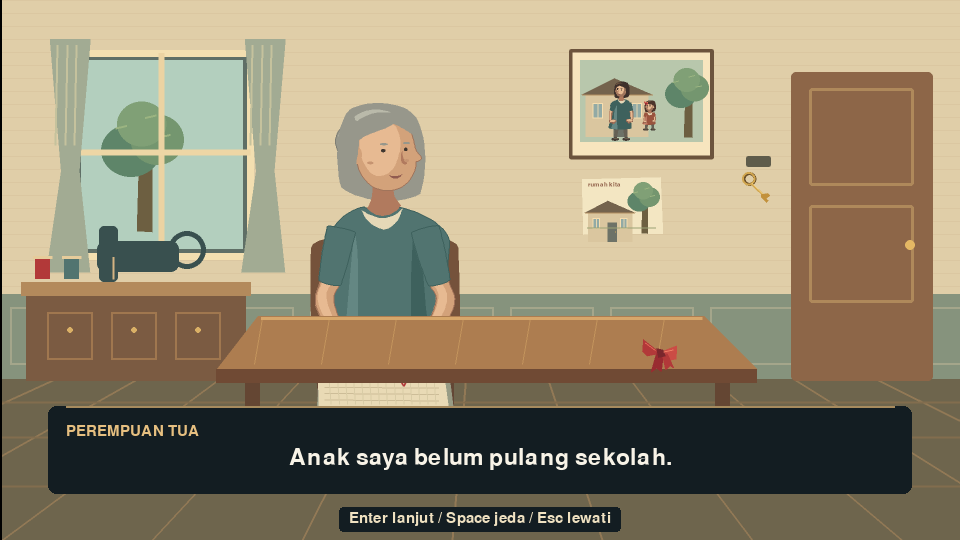 rumah kita
PEREMPUAN TUA
Anak saya belum pulang sekolah.
Enter lanjut / Space jeda / Esc lewati